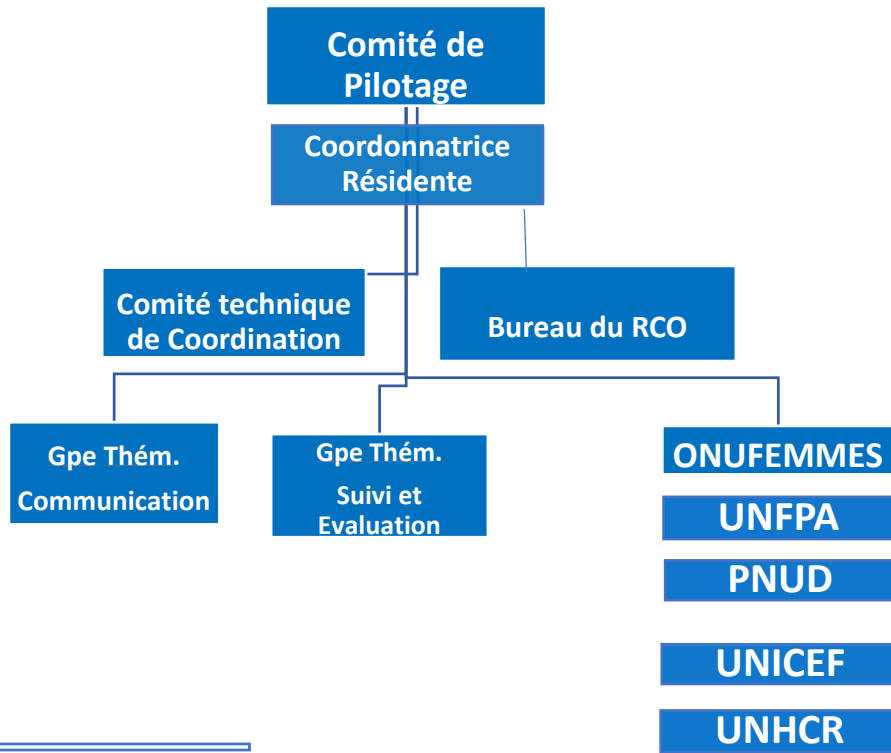 Comité de
Pilotage
Coordonnatrice
Résidente
Comité technique
de Coordination
Bureau du RCO
Gpe Thém.
Communication
Gpe Thém.
Suivi et
Evaluation
ONUFEMMES
UNFPA
PNUD
UNICEF
UNHCR